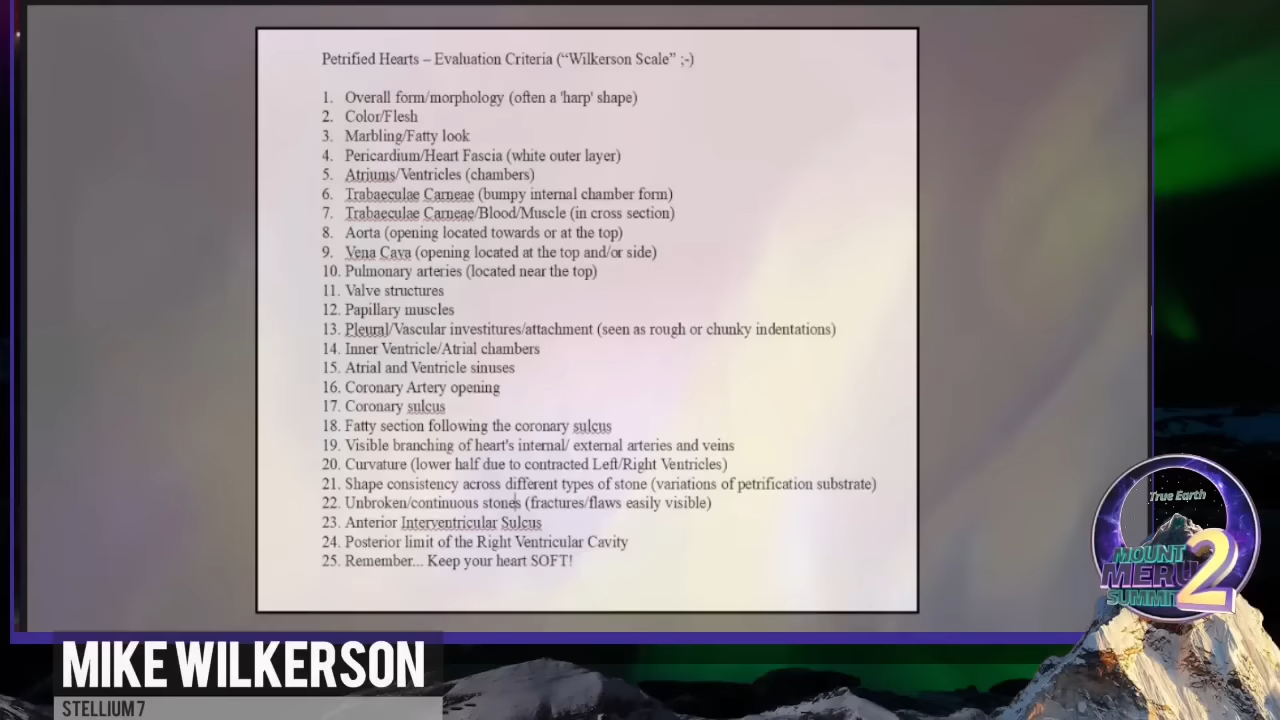 Petrified Hearts – Evaluation Criteria (“Wilkerson Scale” ;-)
1. Overall form/morphology (often a 'harp' shape)
2. Color/Flesh
3. Marbling/Fatty look
4. Pericardium/Heart Fascia (white outer layer)
5. Atriums/Ventricles (chambers)
6. Trabaeculae Carneae (bumpy internal chamber form)
7. Trabaeculae Carneae/Blood/Muscle (in cross section)
8. Aorta (opening located towards or at the top)
9. Vena Cava (opening located at the top and/or side)
10. Pulmonary arteries (located near the top)
11. Valve structures
12. Papillary muscles
13. Pleural/Vascular investitures/attachment (seen as rough or chunky indentations)
14. Inner Ventricle/Atrial chambers
15. Atrial and Ventricle sinuses
16. Coronary Artery opening
17. Coronary sulcus
18. Fatty section following the coronary sulcus
19. Visible branching of heart's internal/ external arteries and veins
20. Curvature (lower half due to contracted Left/Right Ventricles)
21. Shape consistency across different types of stone (variations of petrification substrate)
22. Unbroken/continuous stones (fractures/flaws easily visible)
23. Anterior Interventricular Sulcus
24. Posterior limit of the Right Ventricular Cavity
25. Remember... Keep your heart SOFT!
True Earth
MOUNT
MERU
SUMMIT
2
MIKE WILKERSON
STELLIUM7